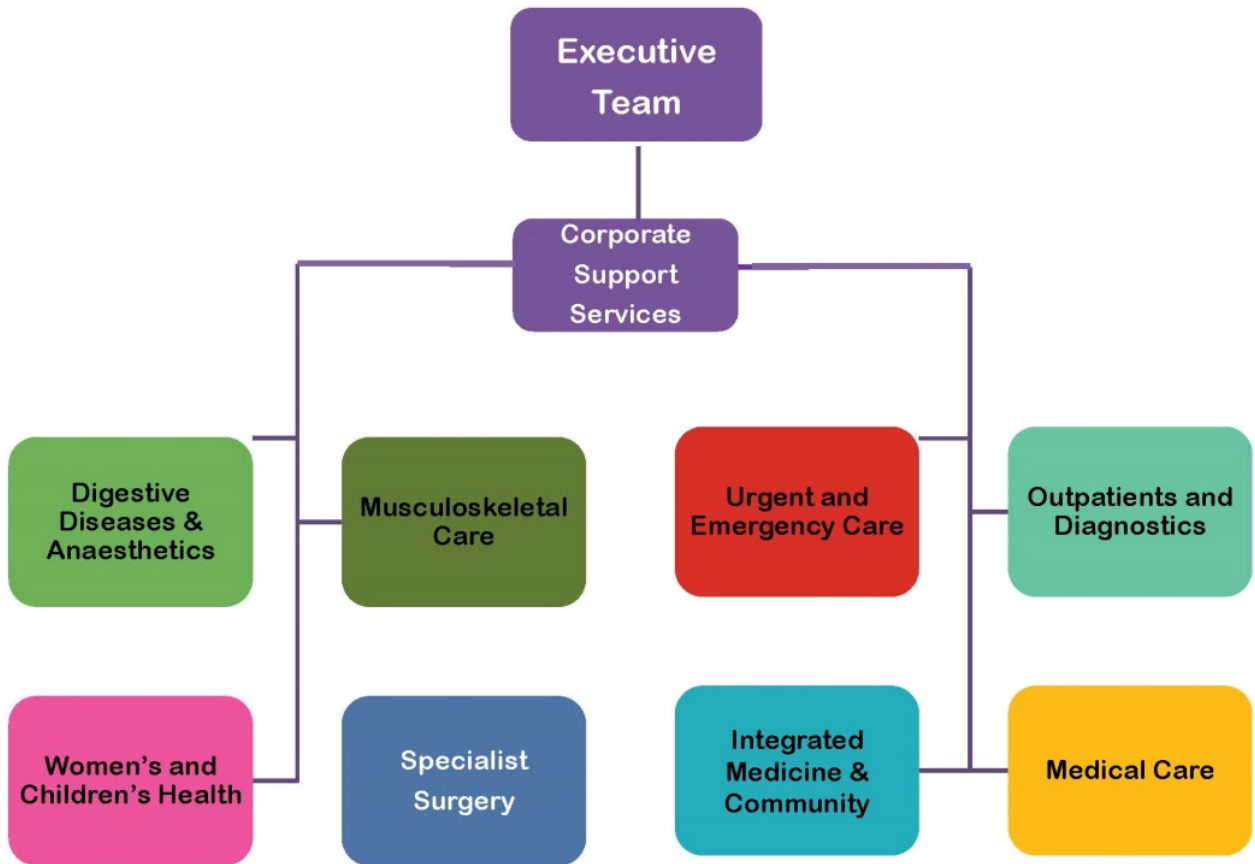 Executive
Team
Corporate
Support
Services
Digestive
Diseases &
Anaesthetics
Musculoskeletal
Care
Urgent and
Emergency Care
Outpatients and
Diagnostics
Women’s and
Children’s Health
Specialist
Surgery
Integrated
Medicine &
Community
Medical Care